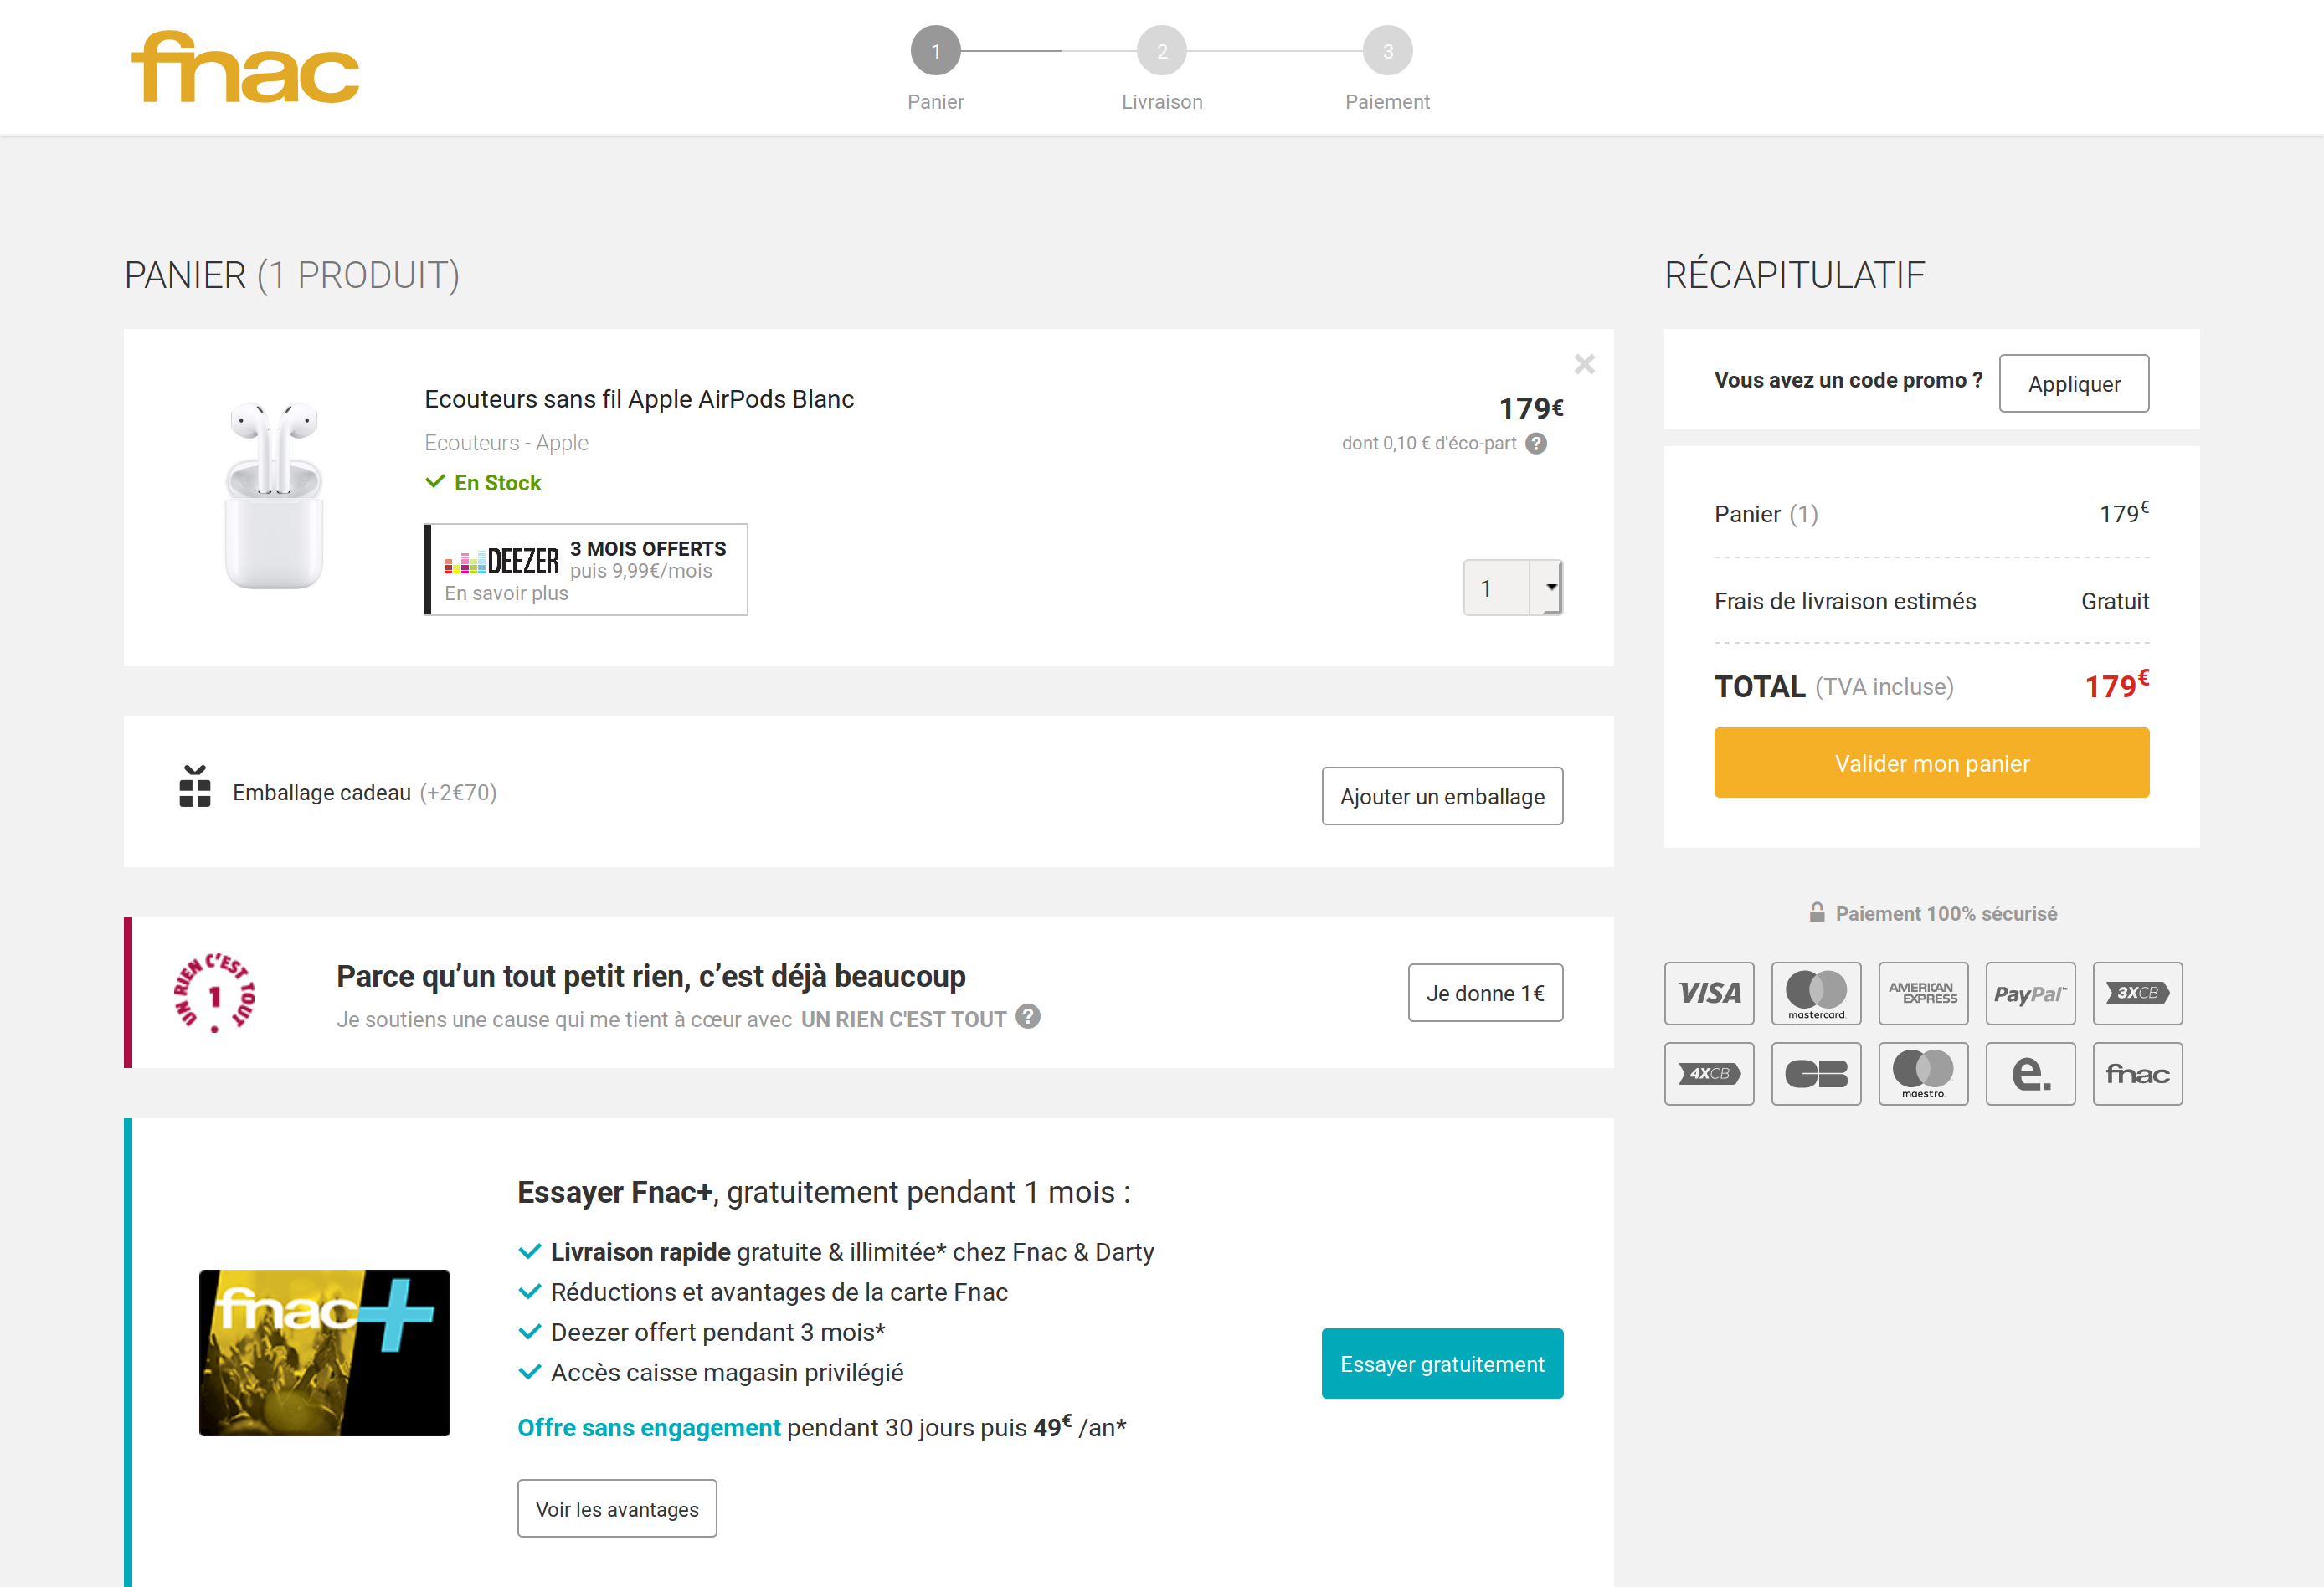 fnac
1
2
3
Panier
Livraison
Paiement
PANIER (1 PRODUIT)
Ecouteurs sans fil Apple AirPods Blanc
179€
Ecouteurs - Apple
dont 0,10 € d'éco-part ?
En Stock
DEEZER
3 MOIS OFFERTS
puis 9,99€/mois
En savoir plus
1
Emballage cadeau (+2€70)
Ajouter un emballage
UN RIEN C'EST TOUT
1
Parce qu’un tout petit rien, c’est déjà beaucoup
Je soutiens une cause qui me tient à cœur avec UN RIEN C'EST TOUT ?
Je donne 1€
fnac+
Essayer Fnac+, gratuitement pendant 1 mois :
Livraison rapide gratuite & illimitée* chez Fnac & Darty
Réductions et avantages de la carte Fnac
Deezer offert pendant 3 mois*
Accès caisse magasin privilégié
Offre sans engagement pendant 30 jours puis 49€ /an*
Voir les avantages
Essayer gratuitement
RÉCAPITULATIF
Vous avez un code promo ?
Appliquer
Panier (1)
179€
Frais de livraison estimés
Gratuit
TOTAL (TVA incluse)
179€
Valider mon panier
Paiement 100% sécurisé
VISA
mastercard.
AMERICAN
EXPRESS
PayPal™
3XCB
4XCB
CB
maestro.
e.
fnac